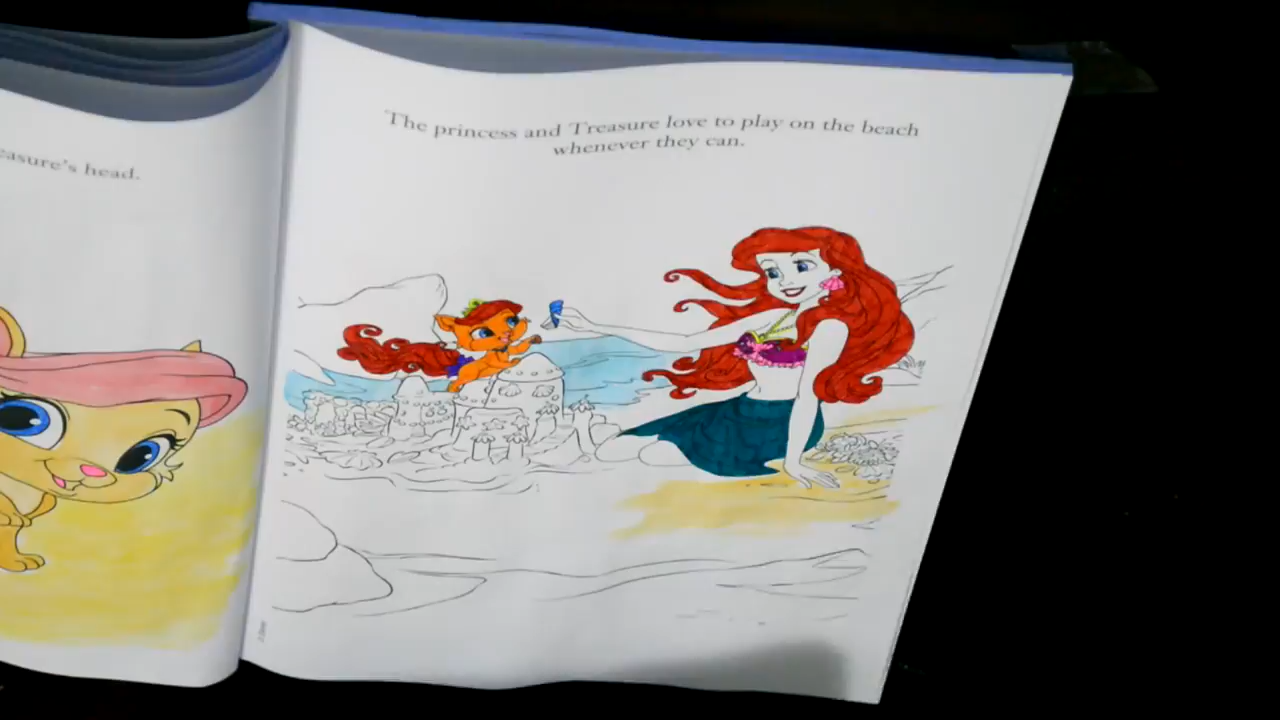 easure's head.
The princess and Treasure love to play on the beach
whenever they can.